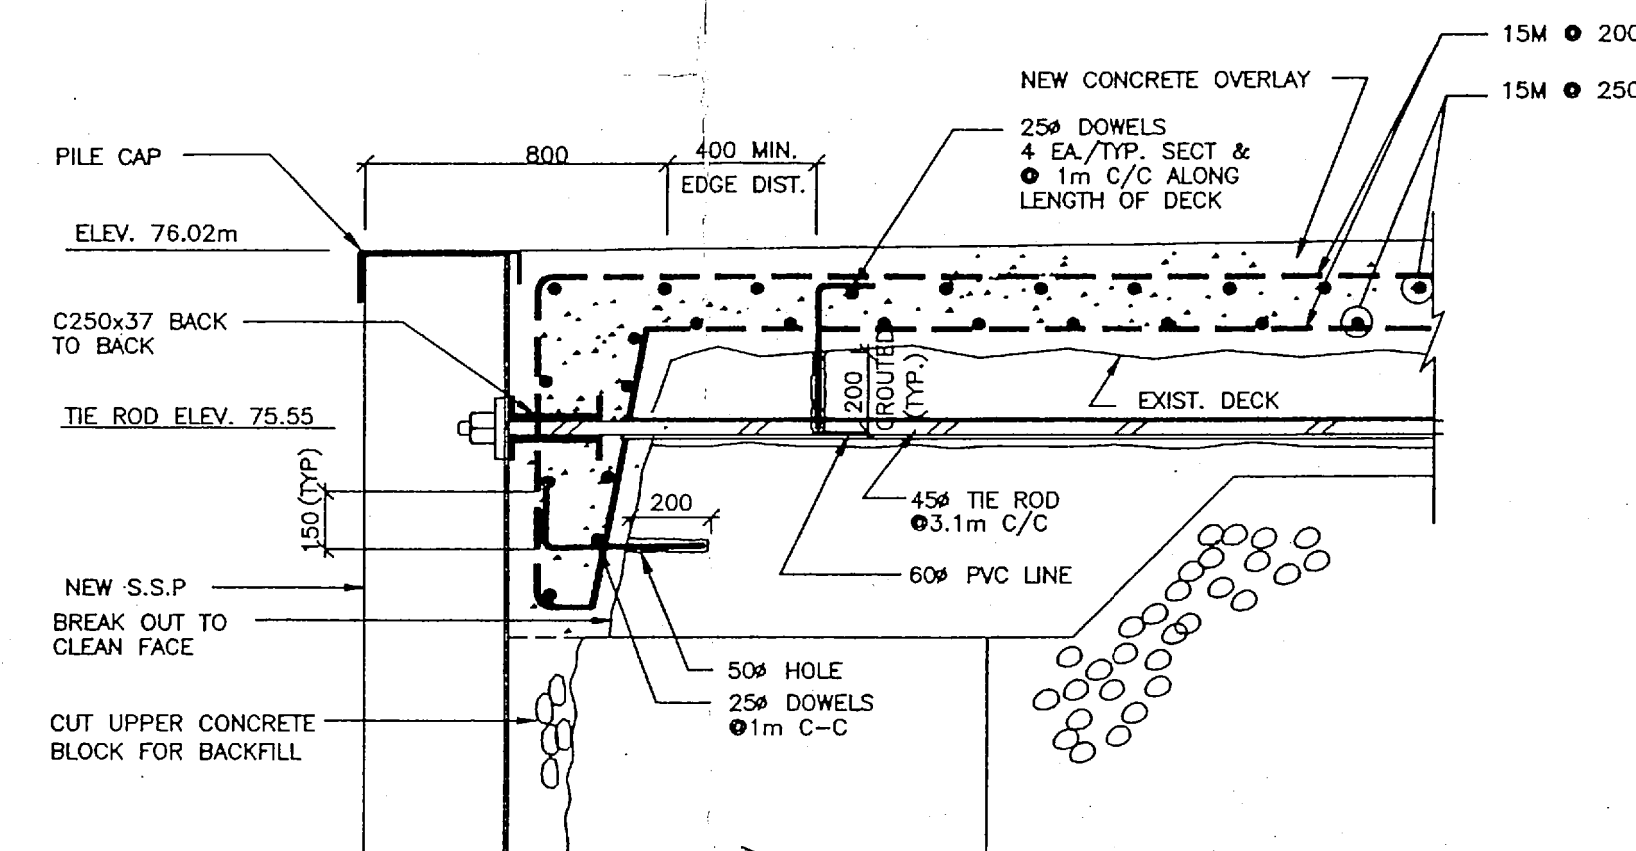 15M @ 200
NEW CONCRETE OVERLAY
15M @ 250
25ø DOWELS
4 EA./TYP. SECT &
@ 1m C/C ALONG
LENGTH OF DECK
PILE CAP
800
400 MIN.
EDGE DIST.
ELEV. 76.02m
C250x37 BACK
TO BACK
TIE ROD ELEV. 75.55
200
GROUTED
(TYP.)
EXIST. DECK
150 (TYP)
200
45ø TIE ROD
@3.1m C/C
60ø PVC LINE
NEW S.S.P
BREAK OUT TO
CLEAN FACE
50ø HOLE
25ø DOWELS
@1m C-C
CUT UPPER CONCRETE
BLOCK FOR BACKFILL